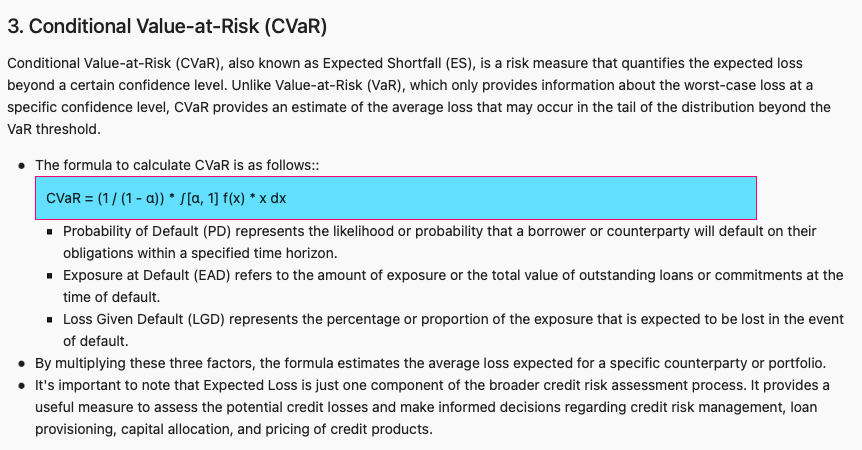 3. Conditional Value-at-Risk (CVaR)
Conditional Value-at-Risk (CVaR), also known as Expected Shortfall (ES), is a risk measure that quantifies the expected loss
beyond a certain confidence level. Unlike Value-at-Risk (VaR), which only provides information about the worst-case loss at a
specific confidence level, CVaR provides an estimate of the average loss that may occur in the tail of the distribution beyond the
VaR threshold.
● The formula to calculate CVaR is as follows::
CVaR = (1 / (1 - α)) * ∫[α, 1] f(x) * x dx
▪ Probability of Default (PD) represents the likelihood or probability that a borrower or counterparty will default on their
obligations within a specified time horizon.
▪ Exposure at Default (EAD) refers to the amount of exposure or the total value of outstanding loans or commitments at the
time of default.
▪ Loss Given Default (LGD) represents the percentage or proportion of the exposure that is expected to be lost in the event
of default.
● By multiplying these three factors, the formula estimates the average loss expected for a specific counterparty or portfolio.
● It's important to note that Expected Loss is just one component of the broader credit risk assessment process. It provides a
useful measure to assess the potential credit losses and make informed decisions regarding credit risk management, loan
provisioning, capital allocation, and pricing of credit products.